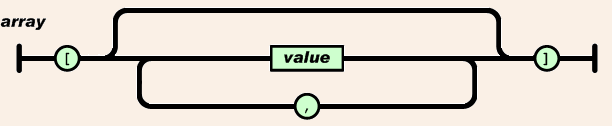 array
[ value ]
,